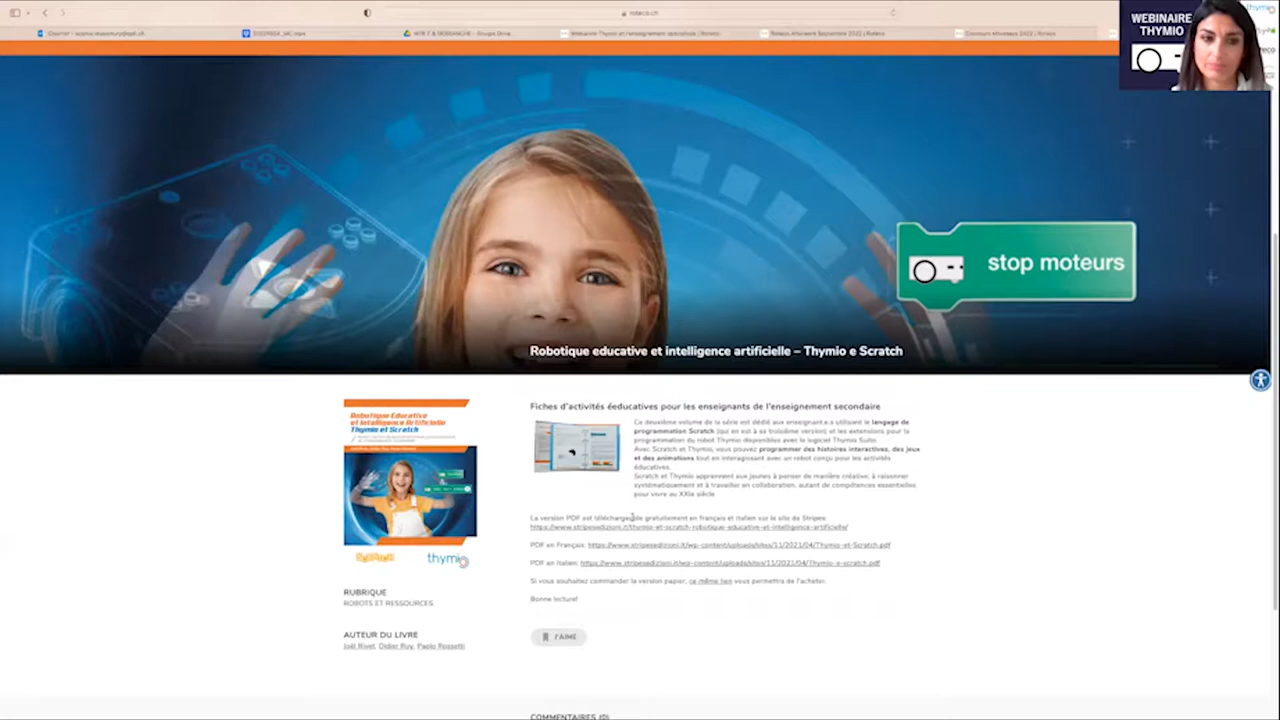 roteco.ch
WEBINAIRE
THYMIO
stop moteurs
Robotique educative et intelligence artificielle – Thymio e Scratch
Robotique Educative
et Intelligence Artificielle
Thymio et Scratch
thymio
Fiches d'activités éeducatives pour les enseignants de l'enseignement secondaire
Ce deuxième volume de la série est dédié aux enseignant.e.s utilisant le langage de
programmation Scratch (qui en est à sa troisième version) et les extensions pour la
programmation du robot Thymio disponibles avec le logiciel Thymio Suite.
Avec Scratch et Thymio, vous pouvez programmer des histoires interactives, des jeux
et des animations tout en interagissant avec un robot conçu pour les activités
éducatives.
Scratch et Thymio apprennent aux jeunes à penser de manière créative, à raisonner
systématiquement et à travailler en collaboration, autant de compétences essentielles
pour vivre au XXIe siècle
La version PDF est téléchargeable gratuitement en français et italien sur le site de Stripes:
https://www.stripesedizioni.it/thymio-et-scratch-robotique-educative-et-intelligence-artificielle/
PDF en Français: https://www.stripesedizioni.it/wp-content/uploads/sites/11/2021/04/Thymio-et-Scratch.pdf
PDF en Italien: https://www.stripesedizioni.it/wp-content/uploads/sites/11/2021/04/Thymio-e-scratch.pdf
Si vous souhaitez commander la version papier, ce même lien vous permettra de l'acheter.
Bonne lecture!
RUBRIQUE
ROBOTS ET RESSOURCES
AUTEUR DU LIVRE
Joël Rivet, Didier Roy, Paolo Rossetti
J'AIME
COMMENTAIRES (0)